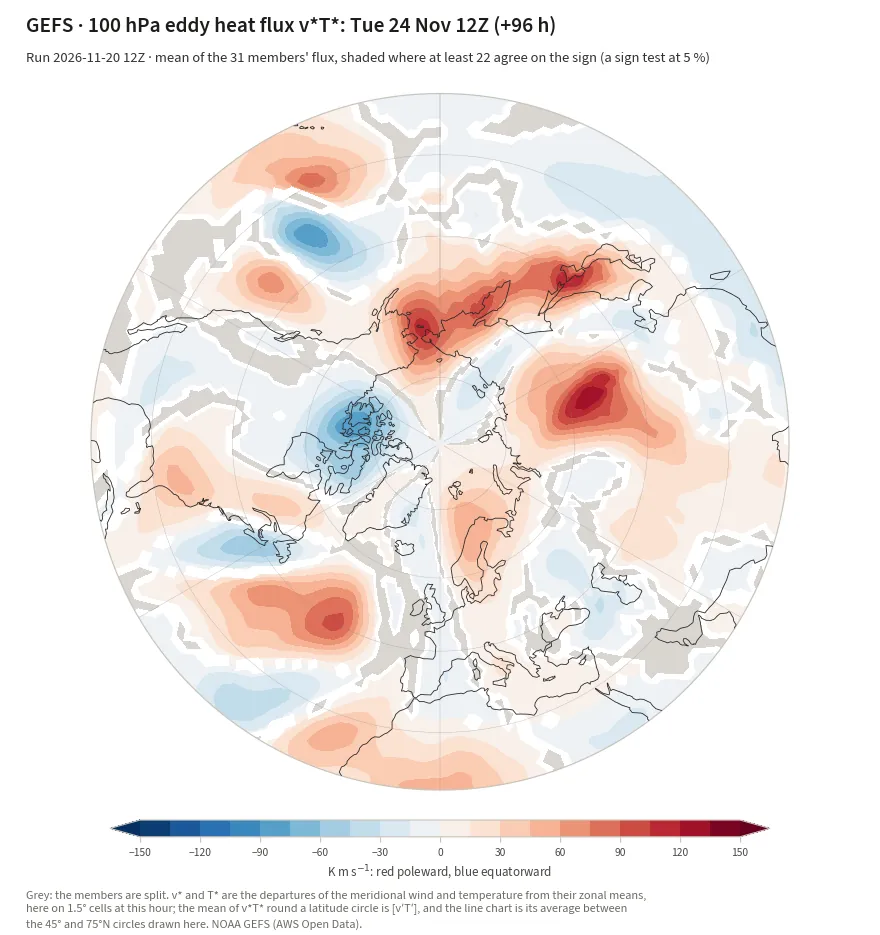 GEFS · 100 hPa eddy heat flux v*T*: Tue 24 Nov 12Z (+96 h)
Run 2026-11-20 12Z · mean of the 31 members' flux, shaded where at least 22 agree on the sign (a sign test at 5 %)
−150 −120 −90 −60 −30 0 30 60 90 120 150
K m s⁻¹: red poleward, blue equatorward
Grey: the members are split. v* and T* are the departures of the meridional wind and temperature from their zonal means,
here on 1.5° cells at this hour; the mean of v*T* round a latitude circle is [v'T'], and the line chart is its average between
the 45° and 75°N circles drawn here. NOAA GEFS (AWS Open Data).